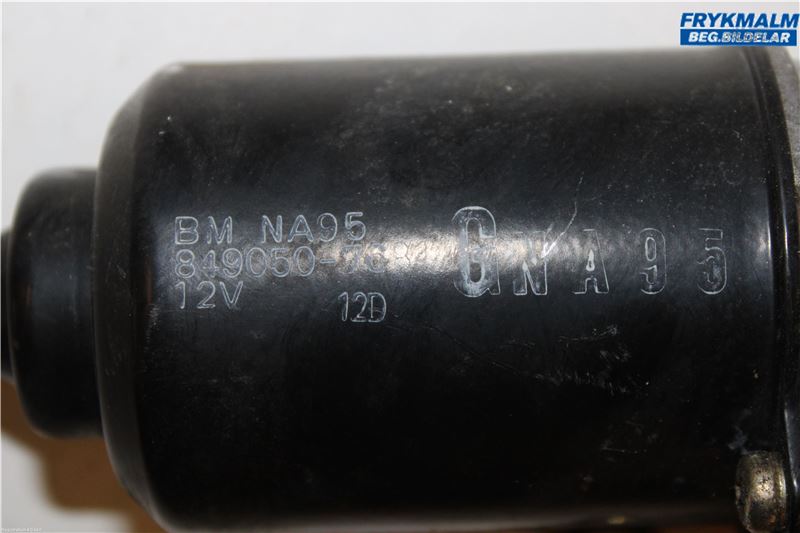 FRYKMALM
BEG.BILDELAR
BM NA95
GNA95
12V 12D